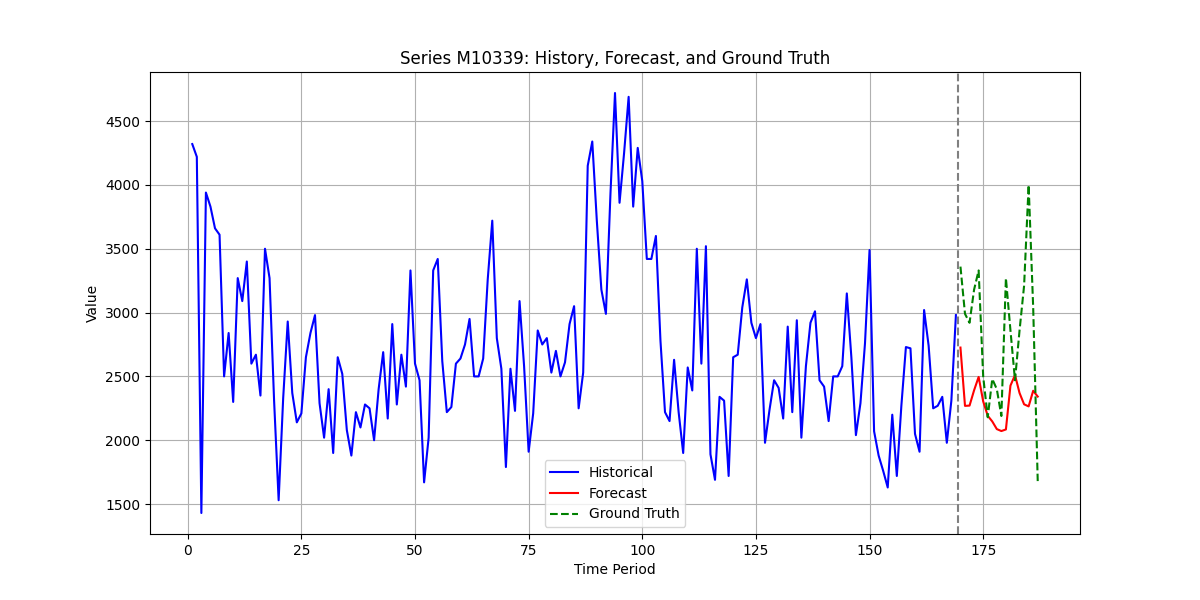 Series M10339: History, Forecast, and Ground Truth
Value
4500
4000
3500
3000
2500
2000
1500
Historical
Forecast
Ground Truth
0 25 50 75 100 125 150 175
Time Period